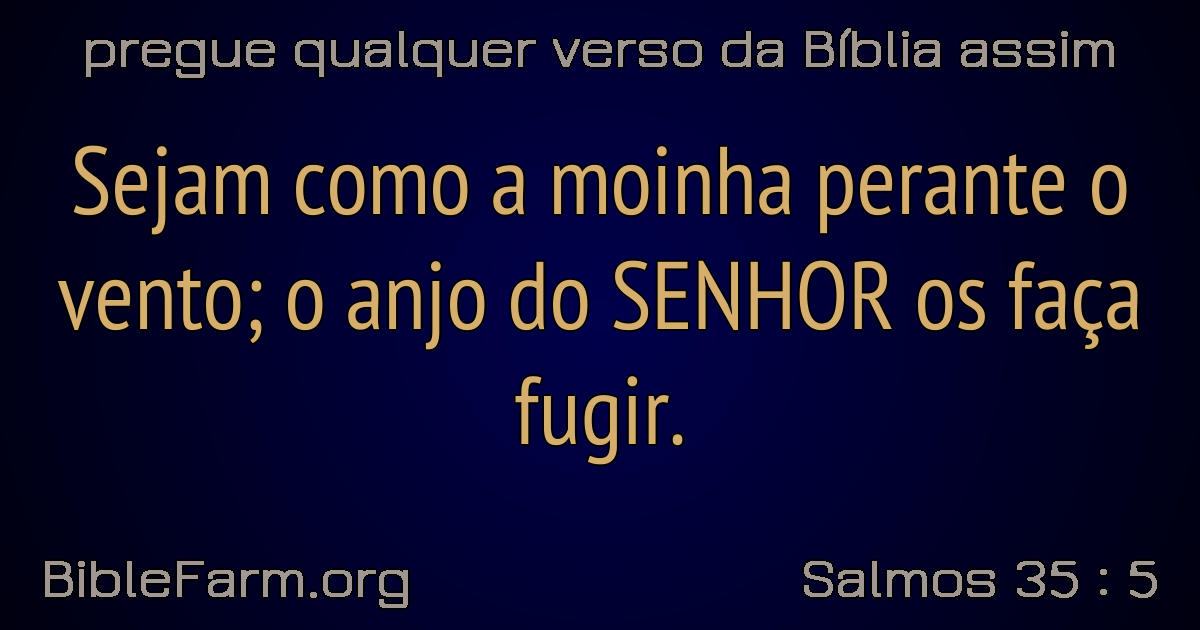 pregue qualquer verso da Bíblia assim
Sejam como a moinha perante o
vento; o anjo do SENHOR os faça
fugir.
BibleFarm.org
Salmos 35 : 5